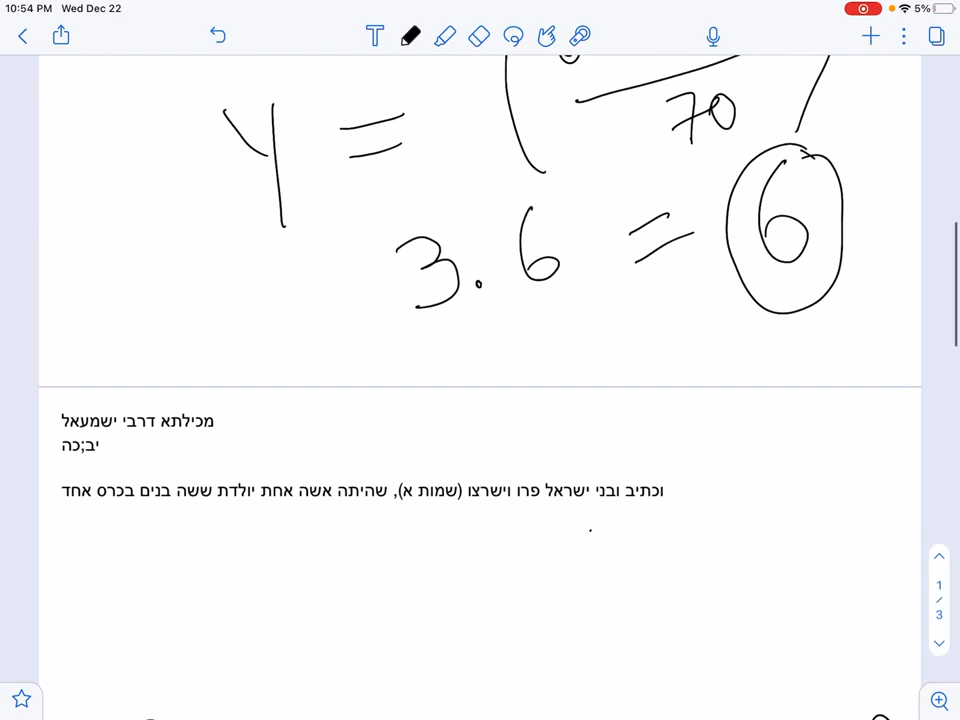 10:54 PM Wed Dec 22
5%
T
70
y =
3.6 = 6
מכילתא דרבי ישמעאל
יב;כה
וכתיב ובני ישראל פרו וישרצו (שמות א), שהיתה אשה אחת יולדת ששה בנים בכרס אחד
1
/
3